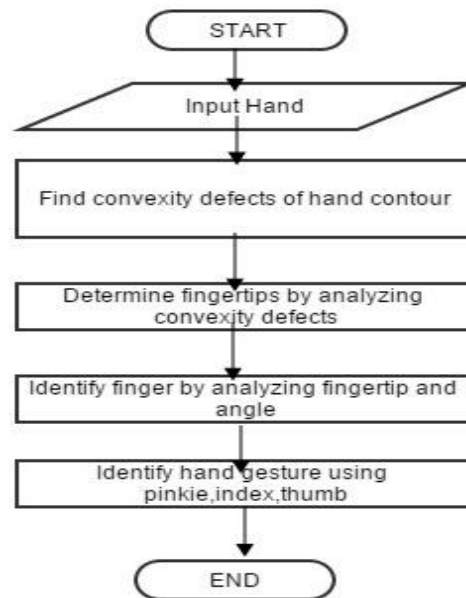 START
Input Hand
Find convexity defects of hand contour
Determine fingertips by analyzing
convexity defects
Identify finger by analyzing fingertip and
angle
Identify hand gesture using
pinkie,index,thumb
END